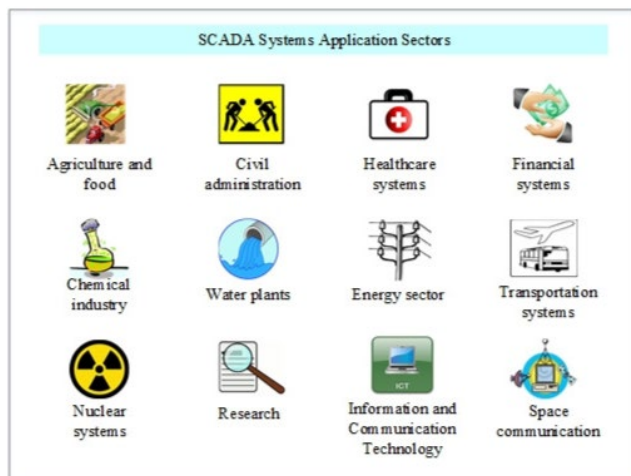 SCADA Systems Application Sectors
Agriculture and
food
Civil
administration
Healthcare
systems
Financial
systems
Chemical
industry
Water plants
Energy sector
Transportation
systems
ICT
Nuclear
systems
Research
Information and
Communication
Technology
Space
communication